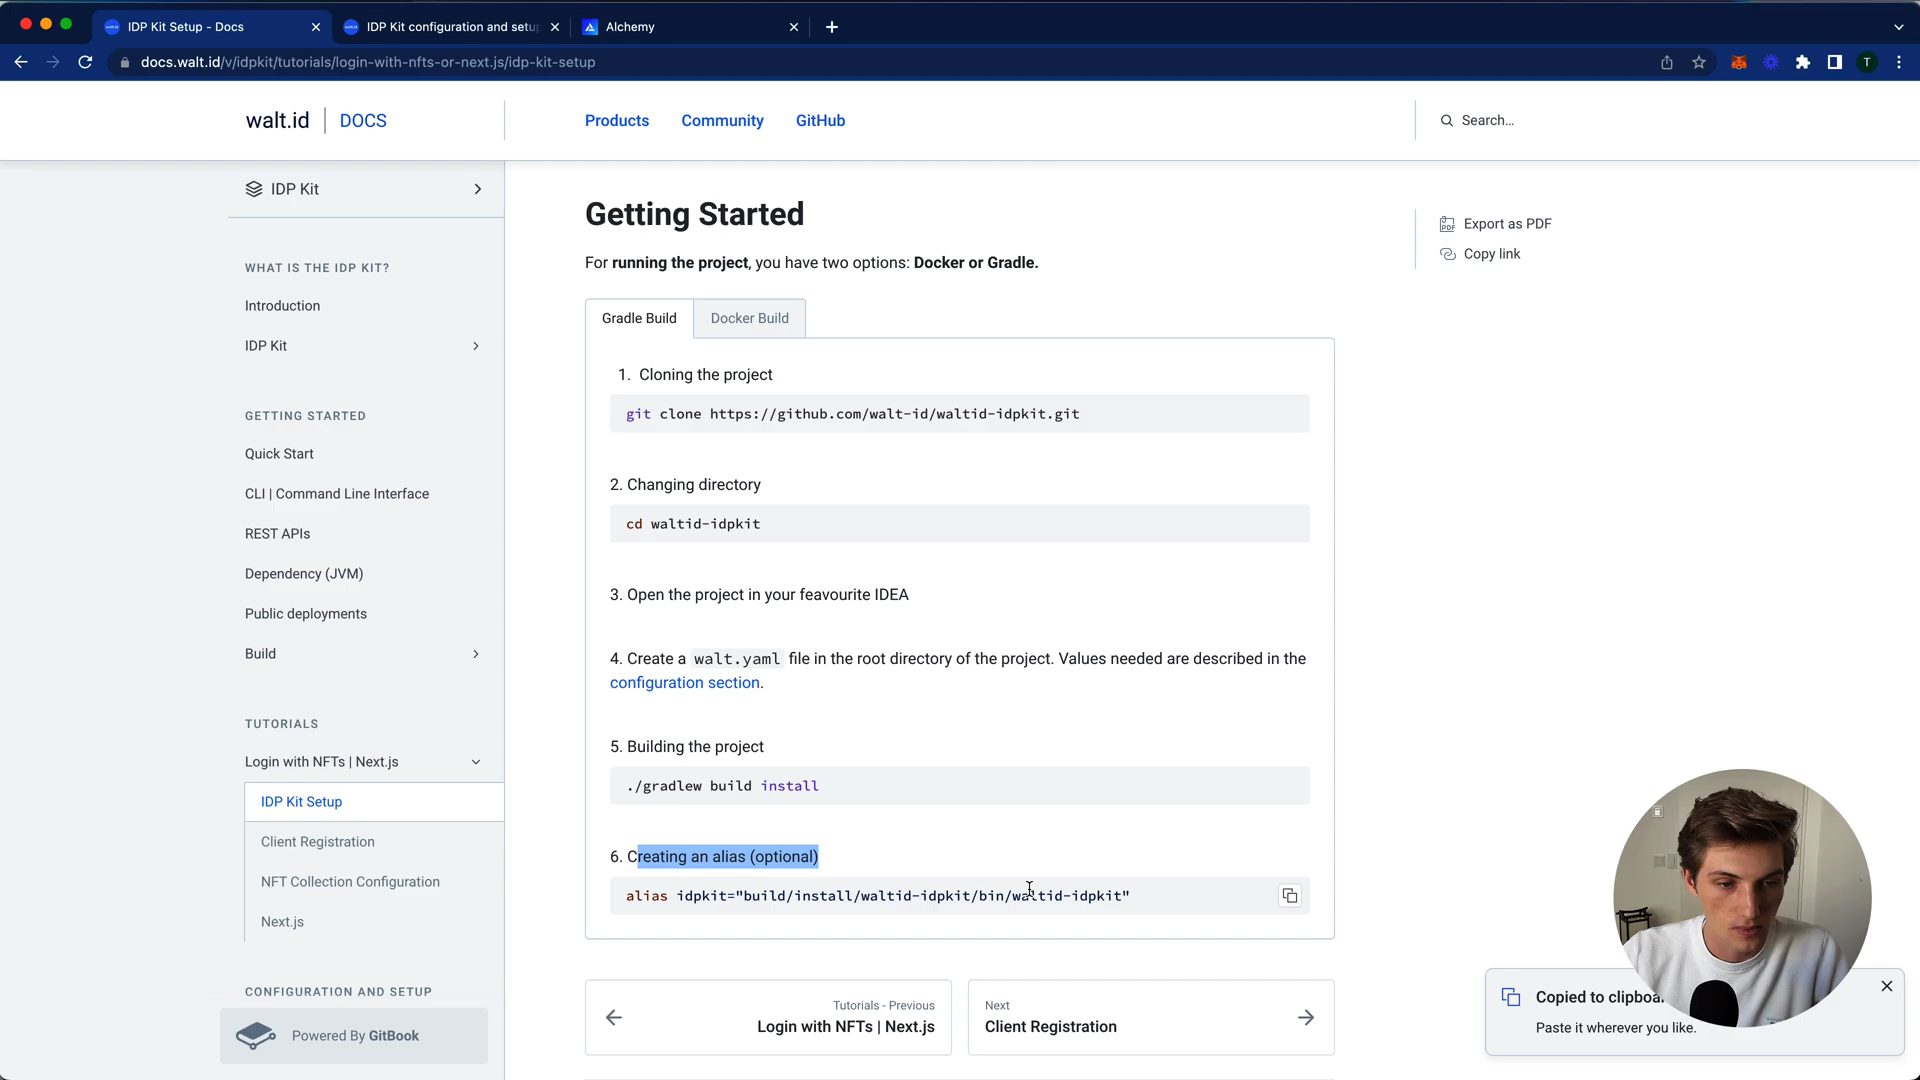 IDP Kit Setup - Docs
IDP Kit configuration and setu
Alchemy
docs.walt.id/v/idpkit/tutorials/login-with-nfts-or-next.js/idp-kit-setup
T
walt.id | DOCS
Products
Community
GitHub
Search...
IDP Kit
WHAT IS THE IDP KIT?
Introduction
IDP Kit
GETTING STARTED
Quick Start
CLI | Command Line Interface
REST APIs
Dependency (JVM)
Public deployments
Build
TUTORIALS
Login with NFTs | Next.js
IDP Kit Setup
Client Registration
NFT Collection Configuration
Next.js
CONFIGURATION AND SETUP
Powered By GitBook
Getting Started
For running the project, you have two options: Docker or Gradle.
Gradle Build
Docker Build
1. Cloning the project
git clone https://github.com/walt-id/waltid-idpkit.git
2. Changing directory
cd waltid-idpkit
3. Open the project in your feavourite IDEA
4. Create a walt.yaml file in the root directory of the project. Values needed are described in the
configuration section.
5. Building the project
./gradlew build install
6. Creating an alias (optional)
alias idpkit="build/install/waltid-idpkit/bin/waltid-idpkit"
Tutorials - Previous
Login with NFTs | Next.js
Next
Client Registration
PDF
Export as PDF
Copy link
Copied to clipboa
Paste it wherever you like.